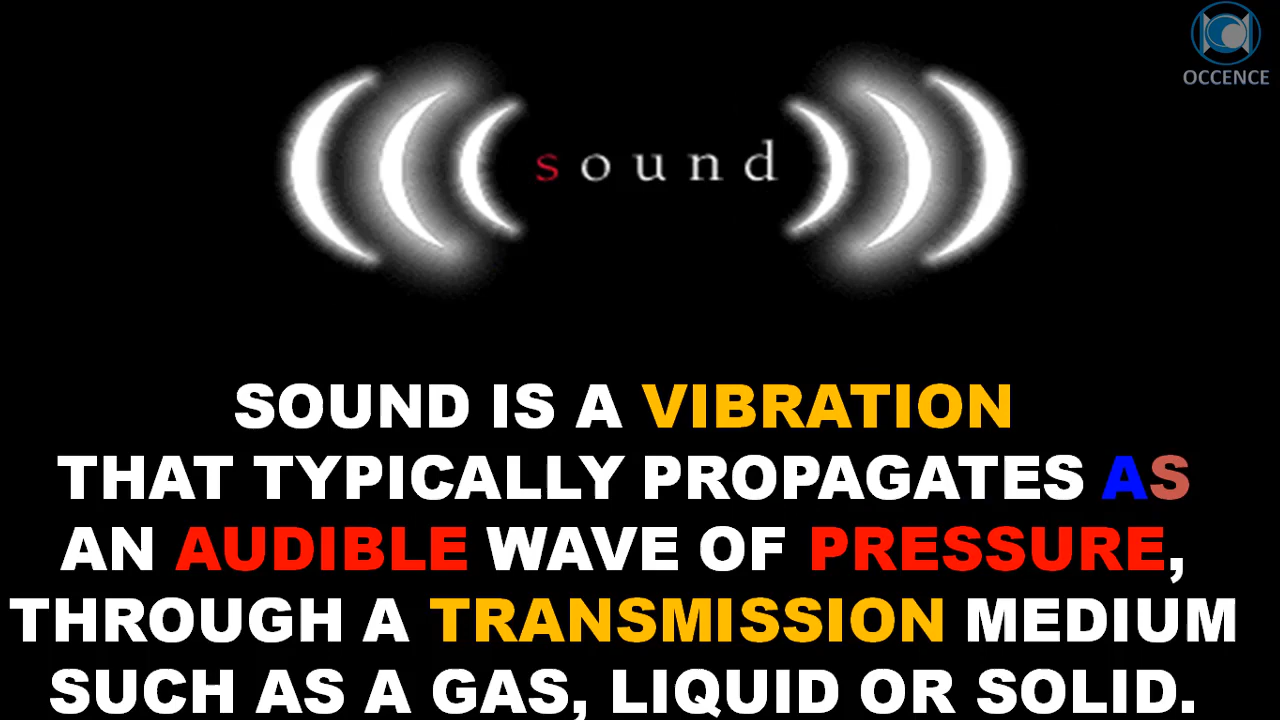 OCCENCE
sound
SOUND IS A VIBRATION
THAT TYPICALLY PROPAGATES AS
AN AUDIBLE WAVE OF PRESSURE,
THROUGH A TRANSMISSION MEDIUM
SUCH AS A GAS, LIQUID OR SOLID.